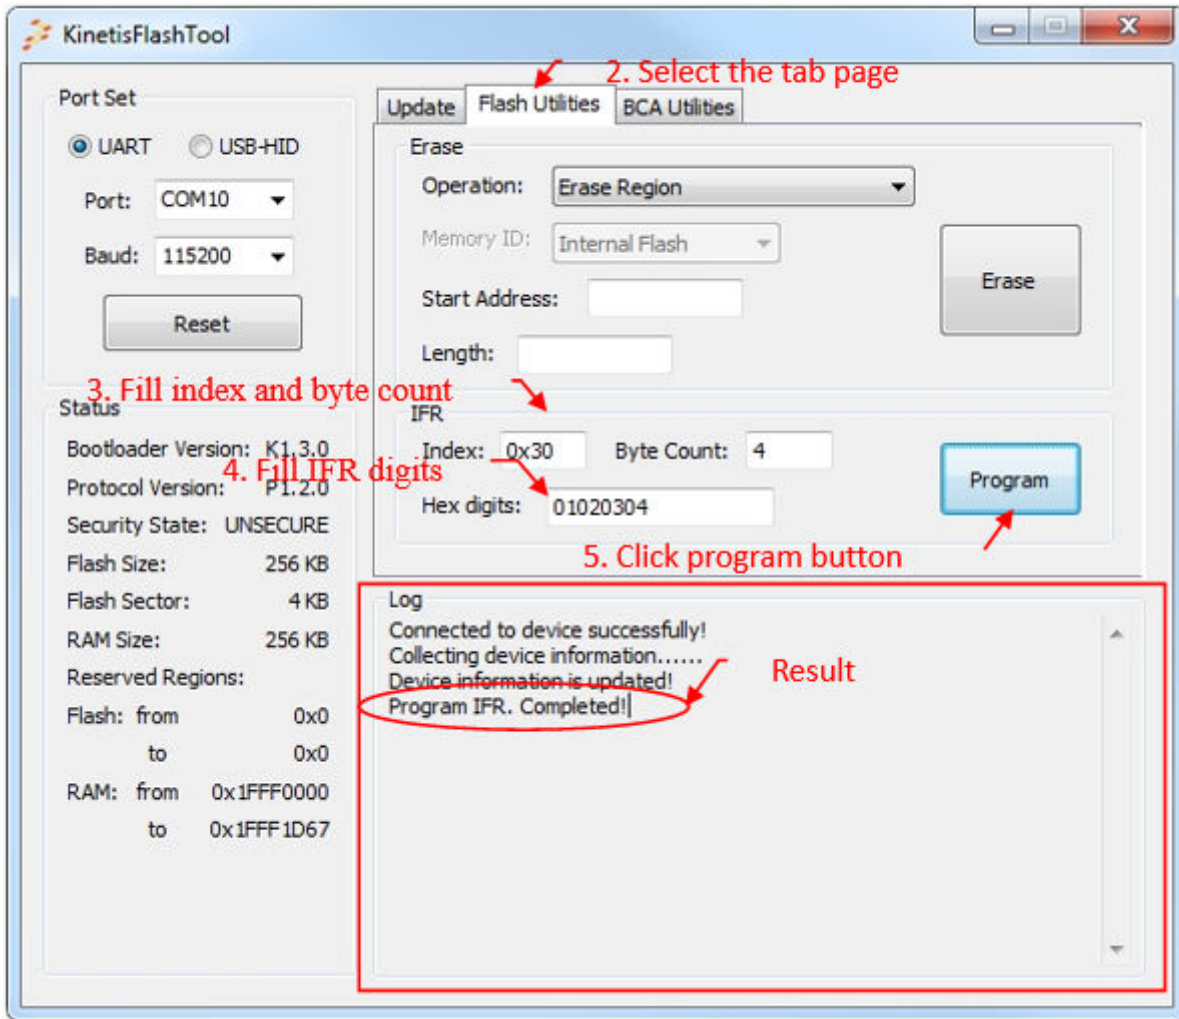 KinetisFlashTool
2. Select the tab page
Port Set
UART USB-HID
Port: COM10
Baud: 115200
Reset
3. Fill index and byte count
Status
Bootloader Version: K1.3.0
4. Fill IFR digits
Protocol Version: P1.2.0
Security State: UNSECURE
Flash Size: 256 KB
Flash Sector: 4 KB
RAM Size: 256 KB
Reserved Regions:
Flash: from 0x0
to 0x0
RAM: from 0x1FFF0000
to 0x1FFF1D67
Update Flash Utilities BCA Utilities
Erase
Operation: Erase Region
Memory ID: Internal Flash
Start Address:
Length:
Erase
IFR
Index: 0x30 Byte Count: 4
Hex digits: 01020304
Program
5. Click program button
Log
Connected to device successfully!
Collecting device information......
Device information is updated!
Program IFR. Completed!
Result